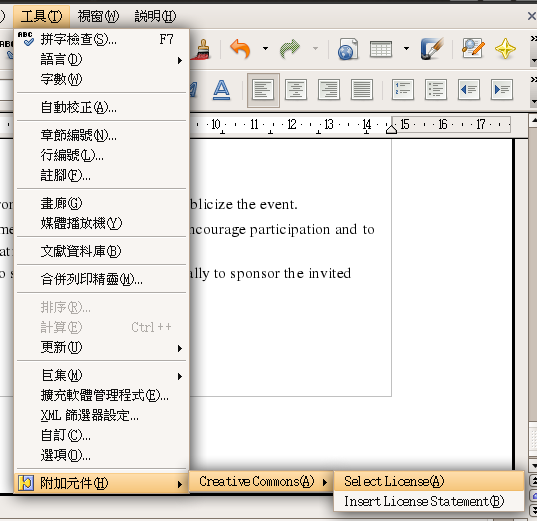 ) 工具(T) 視窗(W) 說明(H)
ABC 拼字檢查(S)... F7
語言(L)
字數(W)
自動校正(A)...
章節編號(N)...
行編號(L)...
註腳(F)...
畫廊(G)
媒體播放機(Y)
文獻資料庫(B)
合併列印精靈(M)...
排序(R)...
計算(E) Ctrl++
更新(U)
巨集(M)
擴充軟體管理程式(E)...
XML 篩選器設定...
自訂(C)...
選項(O)...
附加元件(H)
Creative Commons(A)
Select License(A)
Insert License Statement(B)
ABC
A
10 11 12 13 14 15 16 17
blicize the event.
ncourage participation and to
ally to sponsor the invited